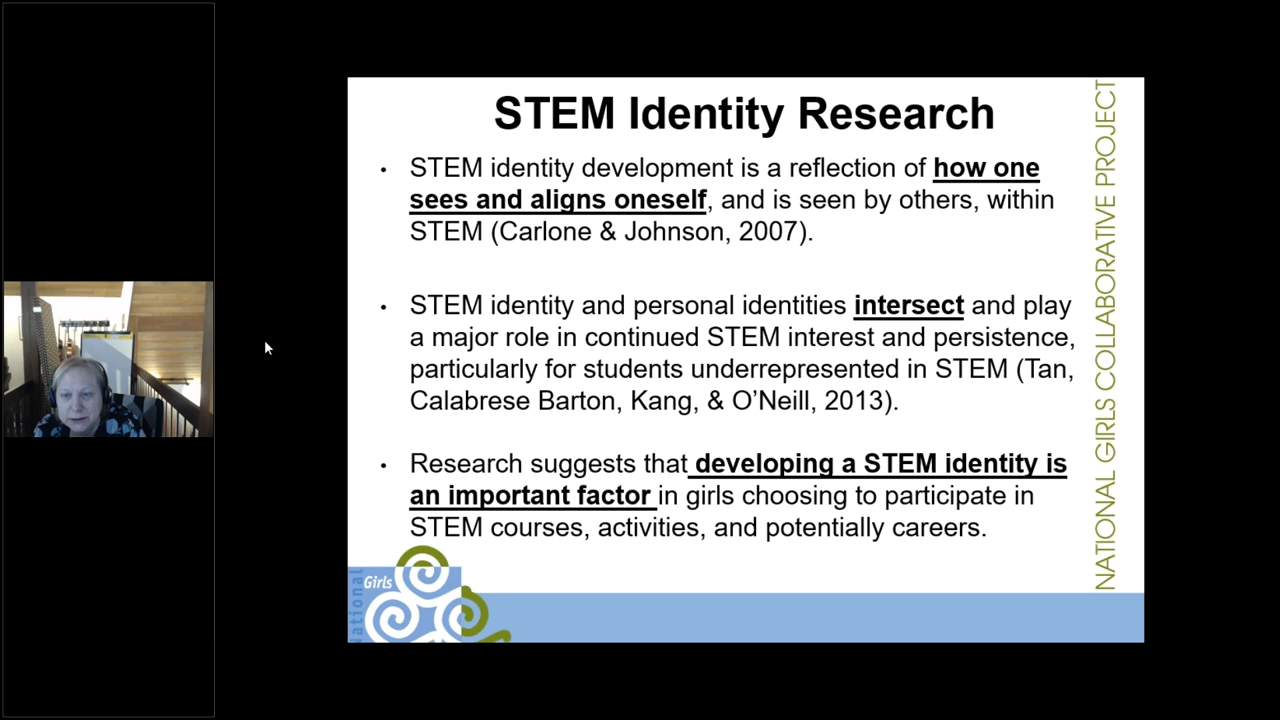 STEM Identity Research
• STEM identity development is a reflection of how one
sees and aligns oneself, and is seen by others, within
STEM (Carlone & Johnson, 2007).
• STEM identity and personal identities intersect and play
a major role in continued STEM interest and persistence,
particularly for students underrepresented in STEM (Tan,
Calabrese Barton, Kang, & O’Neill, 2013).
• Research suggests that developing a STEM identity is
an important factor in girls choosing to participate in
STEM courses, activities, and potentially careers.
NATIONAL GIRLS COLLABORATIVE PROJECT
National
Girls